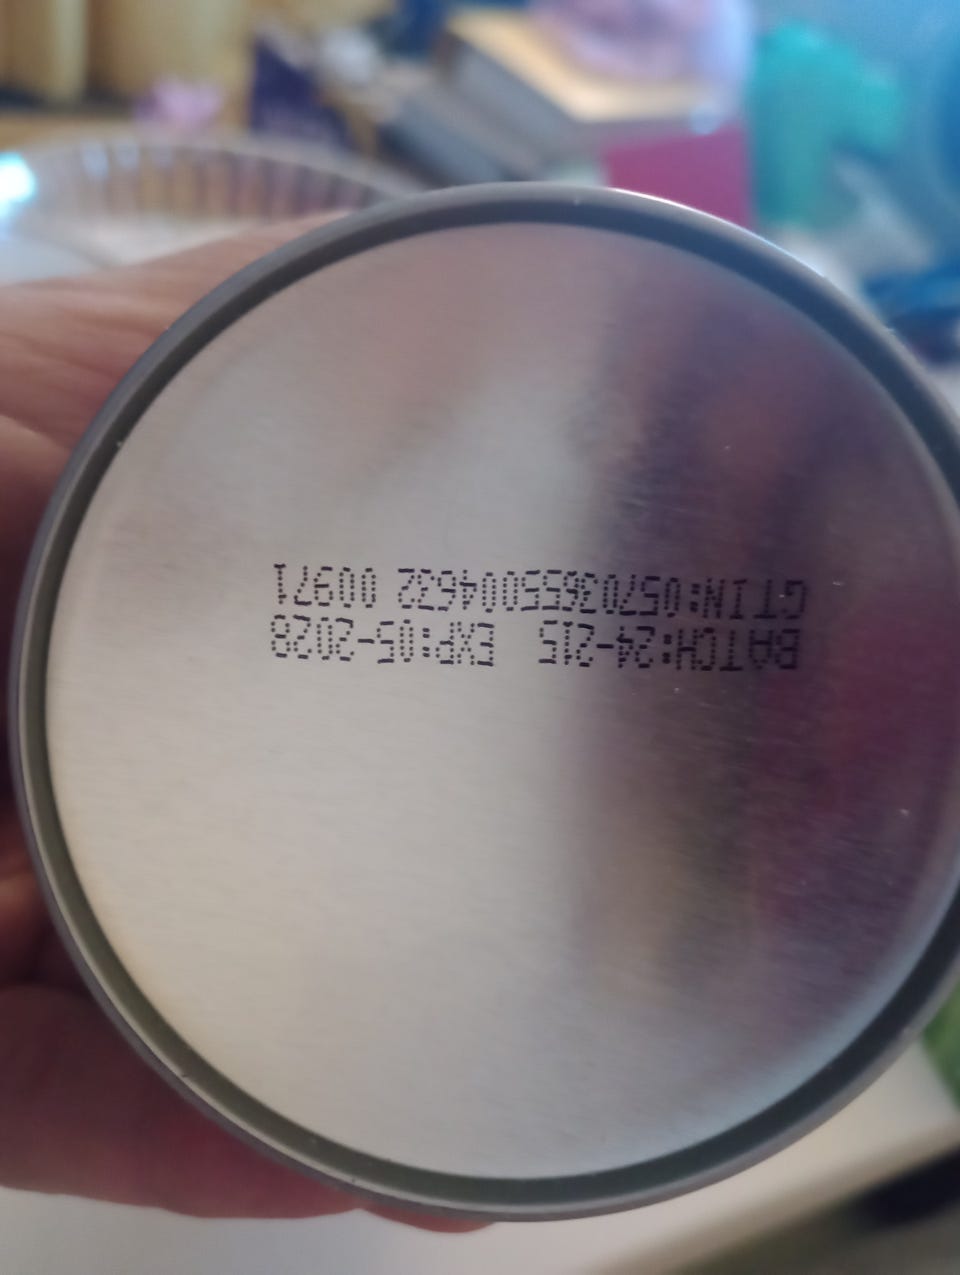 BATCH:24-215 EXP:05-2028
GTIN:05703655004632 00971